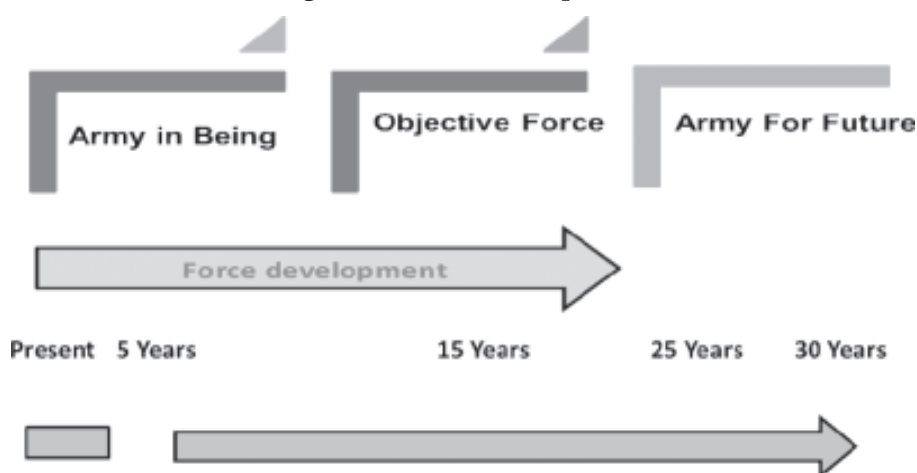 Army in Being
Objective Force
Army For Future
Force development
Present 5 Years 15 Years 25 Years 30 Years